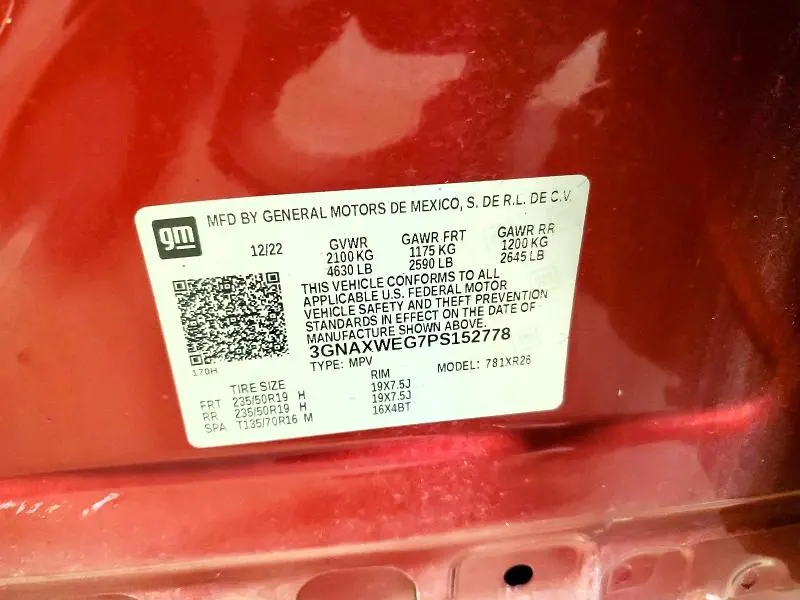 gm
MFD BY GENERAL MOTORS DE MEXICO, S. DE R.L. DE C.V.
12/22 GVWR GAWR FRT GAWR RR
2100 KG 1175 KG 1200 KG
4630 LB 2590 LB 2645 LB
THIS VEHICLE CONFORMS TO ALL
APPLICABLE U.S. FEDERAL MOTOR
VEHICLE SAFETY AND THEFT PREVENTION
STANDARDS IN EFFECT ON THE DATE OF
MANUFACTURE SHOWN ABOVE.
3GNAXWEG7PS152778
170H TYPE: MPV MODEL: 781XR26
TIRE SIZE RIM
FRT 235/50R19 H 19X7.5J
RR 235/50R19 H 19X7.5J
SPA T135/70R16 M 16X4BT